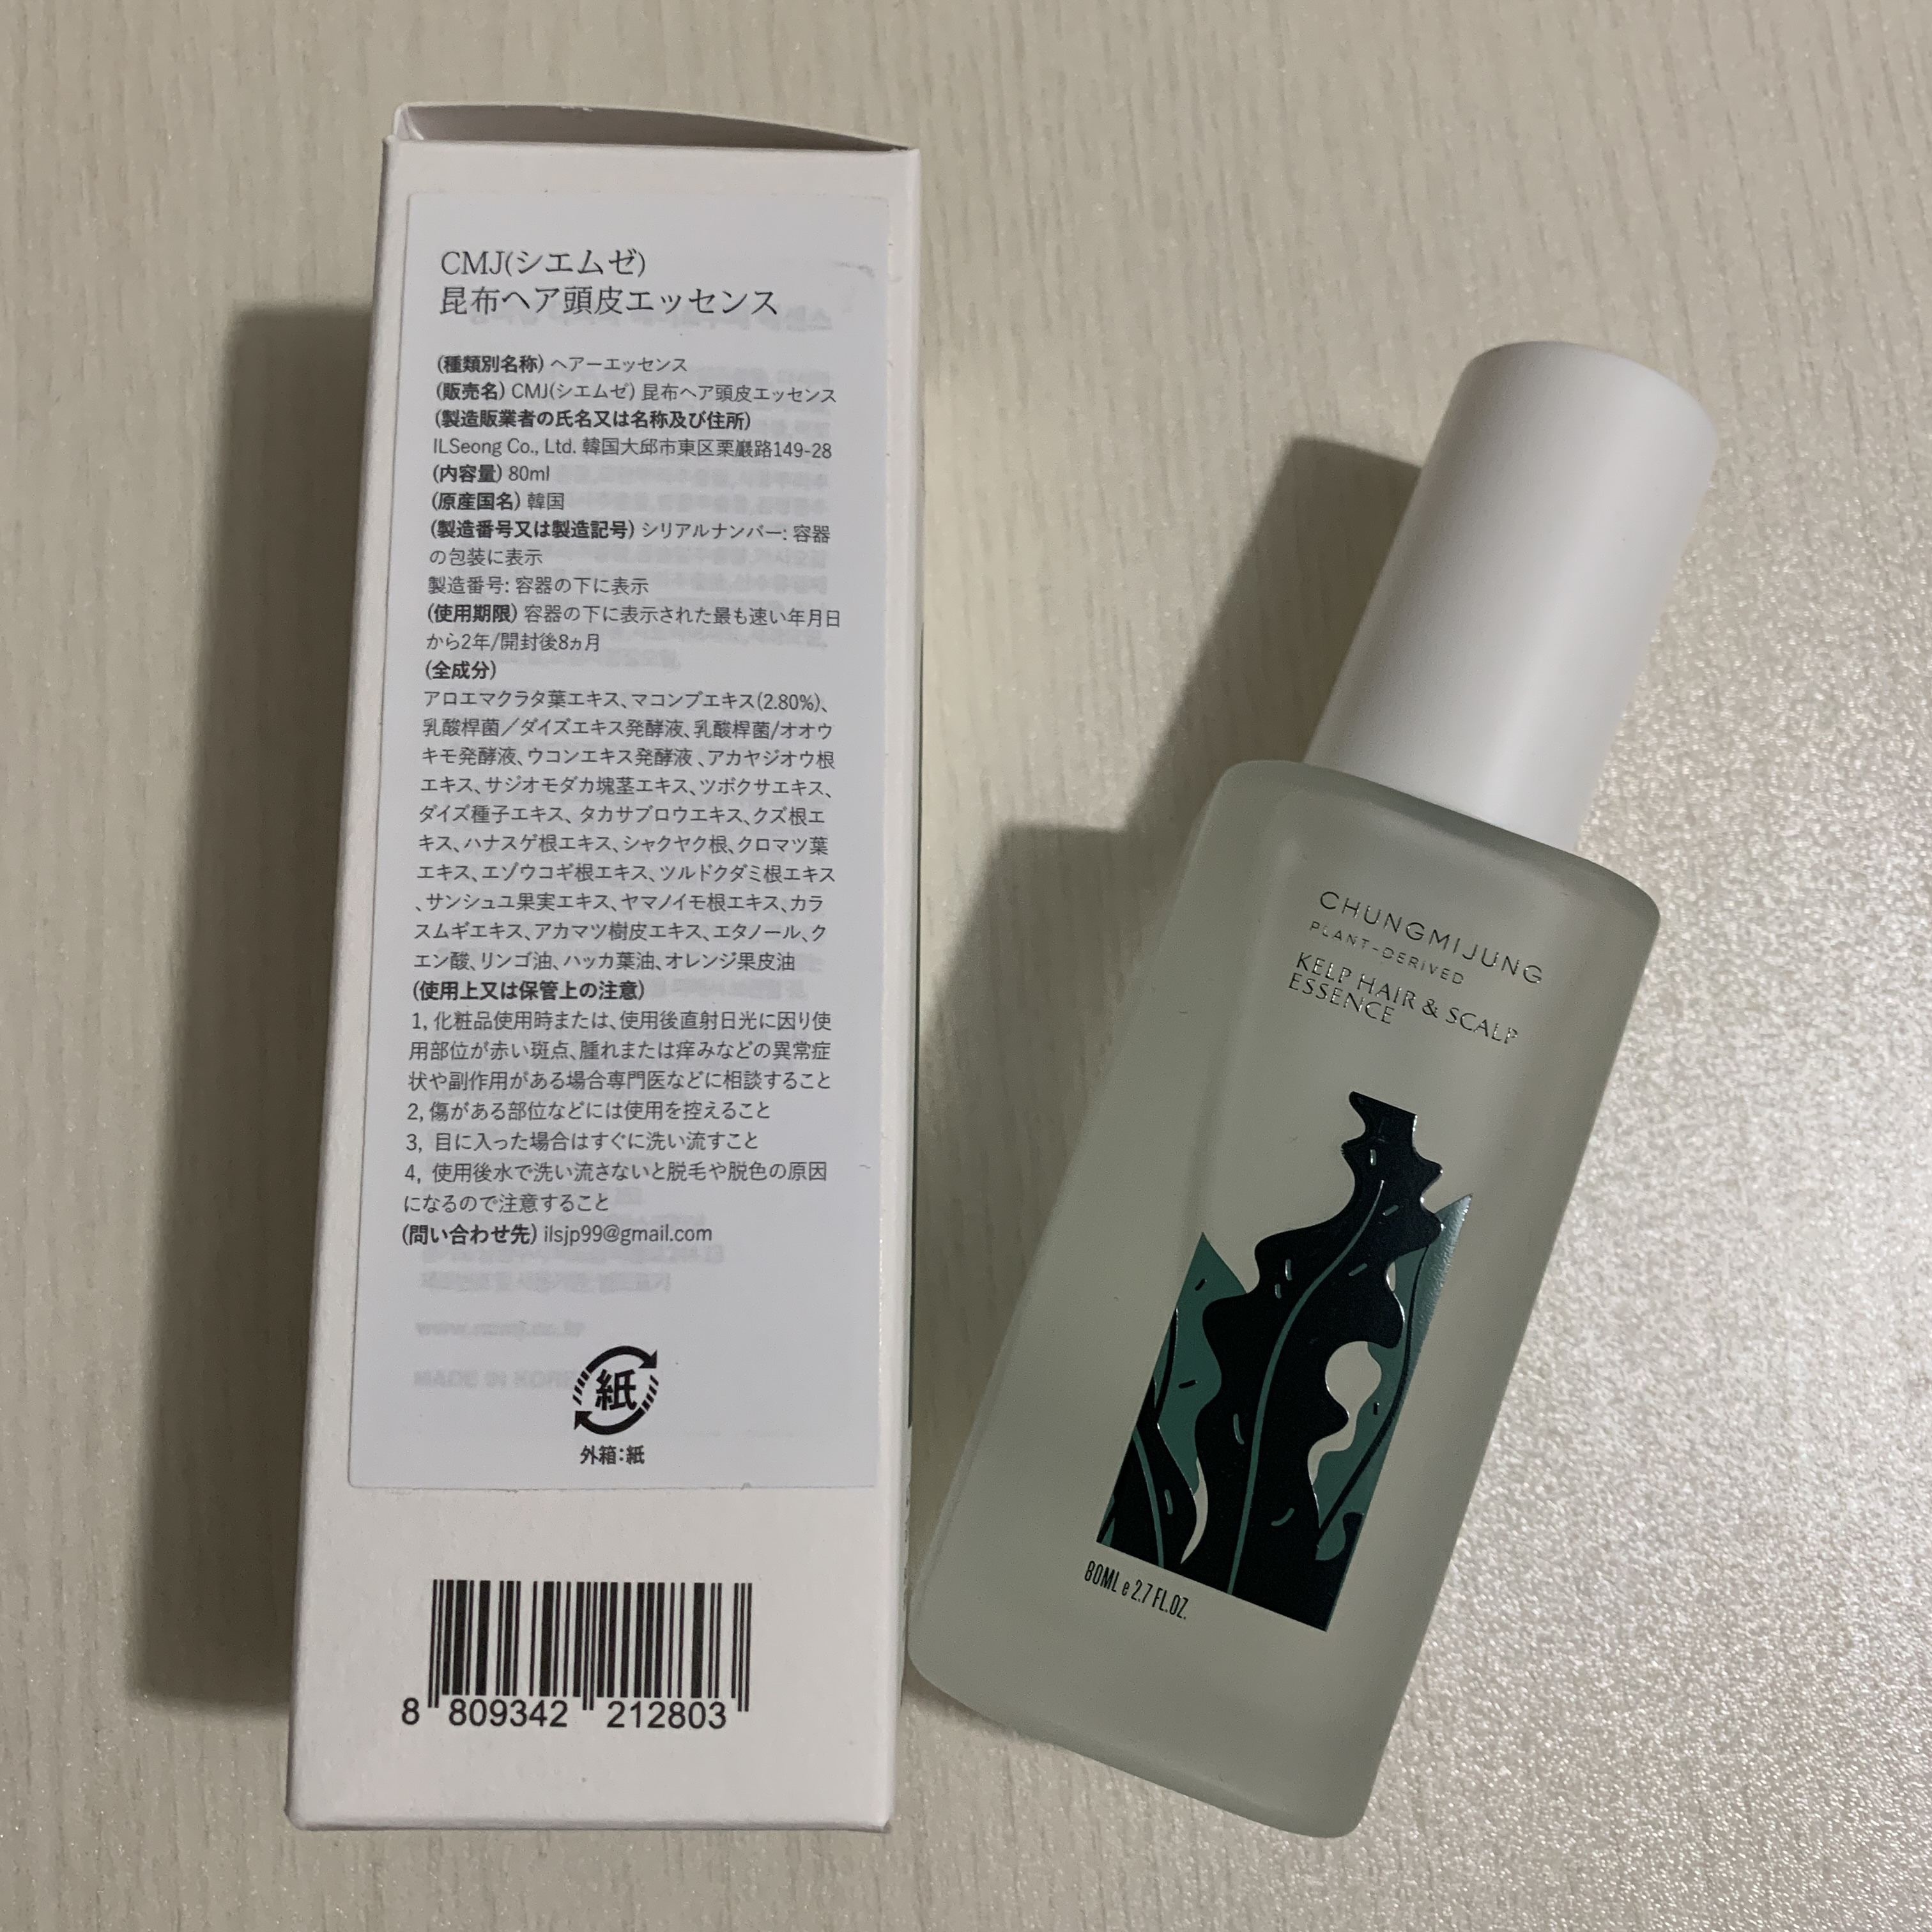 CMJ(シエムゼ)
昆布ヘア頭皮エッセンス
(種類別名称) ヘアーエッセンス
(販売名) CMJ(シエムゼ) 昆布ヘア頭皮エッセンス
(製造販業者の氏名又は名称及び住所)
ILSeong Co., Ltd. 韓国大邱市東区栗巖路149-28
(内容量) 80ml
(原産国名) 韓国
(製造番号又は製造記号) シリアルナンバー: 容器
の包装に表示
製造番号: 容器の下に表示
(使用期限) 容器の下に表示された最も速い年月日
から2年/開封後8ヵ月
(全成分)
アロエマクラタ葉エキス、マコンブエキス(2.80%)、
乳酸桿菌／ダイズエキス発酵液、乳酸桿菌/オオウ
キモ発酵液、ウコンエキス発酵液、アカヤジオウ根
エキス、サジオモダカ塊茎エキス、ツボクサエキス、
ダイズ種子エキス、タカサブロウエキス、クズ根エ
キス、ハナスゲ根エキス、シャクヤク根、クロマツ葉
エキス、エゾウコギ根エキス、ツルドクダミ根エキス
、サンシュユ果実エキス、ヤマノイモ根エキス、カラ
スムギエキス、アカマツ樹皮エキス、エタノール、ク
エン酸、リンゴ油、ハッカ葉油、オレンジ果皮油
(使用上又は保管上の注意)
1, 化粧品使用時または、使用後直射日光に因り使
用部位が赤い斑点、腫れまたは痒みなどの異常症
状や副作用がある場合専門医などに相談すること
2, 傷がある部位などには使用を控えること
3, 目に入った場合はすぐに洗い流すこと
4, 使用後水で洗い流さないと脱毛や脱色の原因
になるので注意すること
(問い合わせ先) ilsjp99@gmail.com
紙
外箱:紙
8 809342 212803
CHUNGMIJUNG
PLANT-DERIVED
KELP HAIR & SCALP
ESSENCE
80ML e 2.7 FL.OZ.